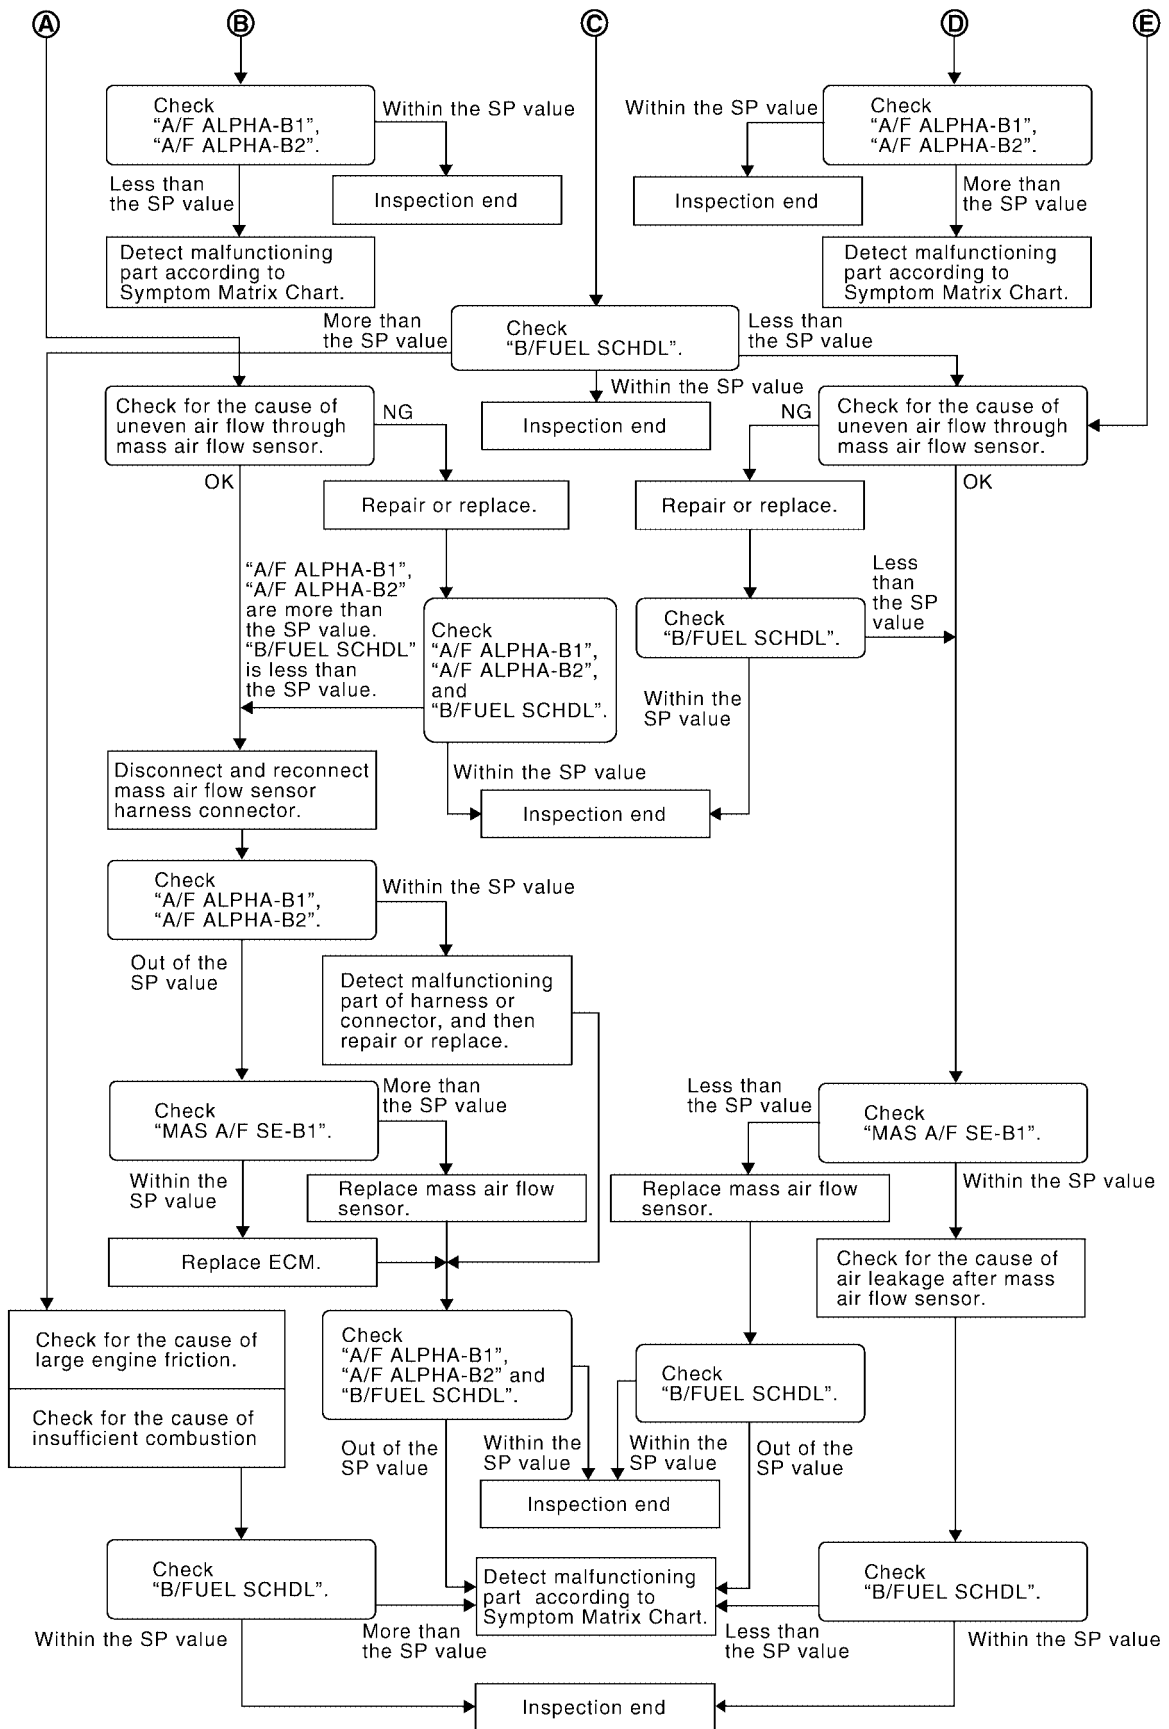 A
B
C
D
E
Check
“A/F ALPHA-B1”,
“A/F ALPHA-B2”.
Within the SP value
Within the SP value
Check
“A/F ALPHA-B1”,
“A/F ALPHA-B2”.
Less than
the SP value
Inspection end
Inspection end
More than
the SP value
Detect malfunctioning
part according to
Symptom Matrix Chart.
Detect malfunctioning
part according to
Symptom Matrix Chart.
More than
the SP value
Check
“B/FUEL SCHDL”.
Less than
the SP value
Within the SP value
Check for the cause of
uneven air flow through
mass air flow sensor.
NG
Inspection end
NG
Check for the cause of
uneven air flow through
mass air flow sensor.
OK
OK
Repair or replace.
Repair or replace.
“A/F ALPHA-B1”,
“A/F ALPHA-B2”
are more than
the SP value.
“B/FUEL SCHDL”
is less than
the SP value.
Check
“A/F ALPHA-B1”,
“A/F ALPHA-B2”,
and
“B/FUEL SCHDL”.
Check
“B/FUEL SCHDL”.
Less
than
the SP
value
Within the
SP value
Disconnect and reconnect
mass air flow sensor
harness connector.
Within the SP value
Inspection end
Check
“A/F ALPHA-B1”,
“A/F ALPHA-B2”.
Within the SP value
Out of the
SP value
Detect malfunctioning
part of harness or
connector, and then
repair or replace.
Check
“MAS A/F SE-B1”.
More than
the SP value
Less than
the SP value
Check
“MAS A/F SE-B1”.
Within the
SP value
Replace mass air flow
sensor.
Replace mass air flow
sensor.
Within the SP value
Replace ECM.
Check for the cause of
air leakage after mass
air flow sensor.
Check for the cause of
large engine friction.
Check for the cause of
insufficient combustion
Check
“A/F ALPHA-B1”,
“A/F ALPHA-B2” and
“B/FUEL SCHDL”.
Check
“B/FUEL SCHDL”.
Out of the
SP value
Within the
SP value
Within the
SP value
Out of the
SP value
Inspection end
Check
“B/FUEL SCHDL”.
Detect malfunctioning
part according to
Symptom Matrix Chart.
Check
“B/FUEL SCHDL”.
Within the SP value
More than
the SP value
Less than
the SP value
Within the SP value
Inspection end